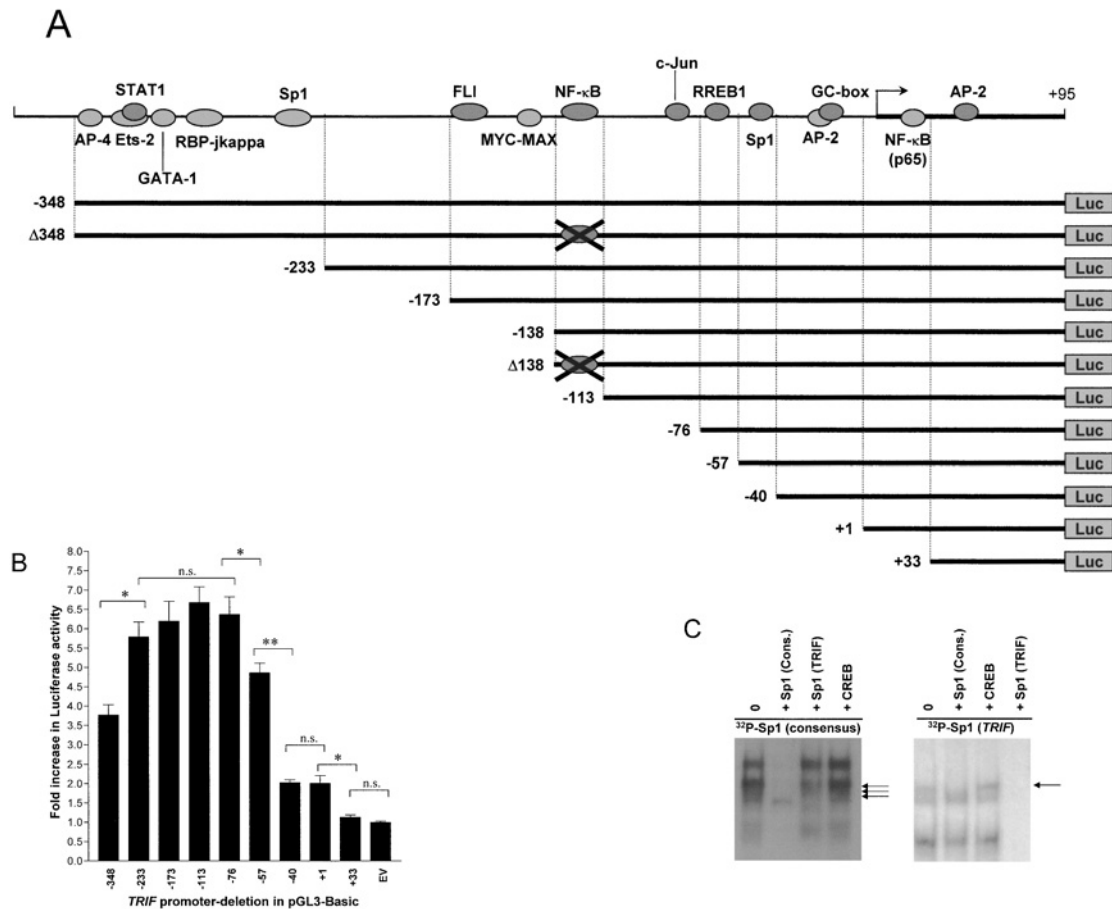 A
c-Jun
STAT1
Sp1
FLI
NF-κB
RREB1
GC-box
AP-2
+95
AP-4 Ets-2
RBP-jkappa
MYC-MAX
Sp1
AP-2
NF-κB
(p65)
GATA-1
-348
Luc
Δ348
Luc
-233
Luc
-173
Luc
-138
Luc
Δ138
Luc
-113
Luc
-76
Luc
-57
Luc
-40
Luc
+1
Luc
+33
Luc
B
Fold increase in Luciferase activity
8.0
7.5
7.0
6.5
6.0
5.5
5.0
4.5
4.0
3.5
3.0
2.5
2.0
1.5
1.0
0.5
0.0
*
n.s.
*
**
n.s.
*
n.s.
-348
-233
-173
-113
-76
-57
-40
+1
+33
EV
TRIF promoter-deletion in pGL3-Basic
C
0
+ Sp1 (Cons.)
+ Sp1 (TRIF)
+ CREB
32P-Sp1 (consensus)
0
+ Sp1 (Cons.)
+ CREB
+ Sp1 (TRIF)
32P-Sp1 (TRIF)